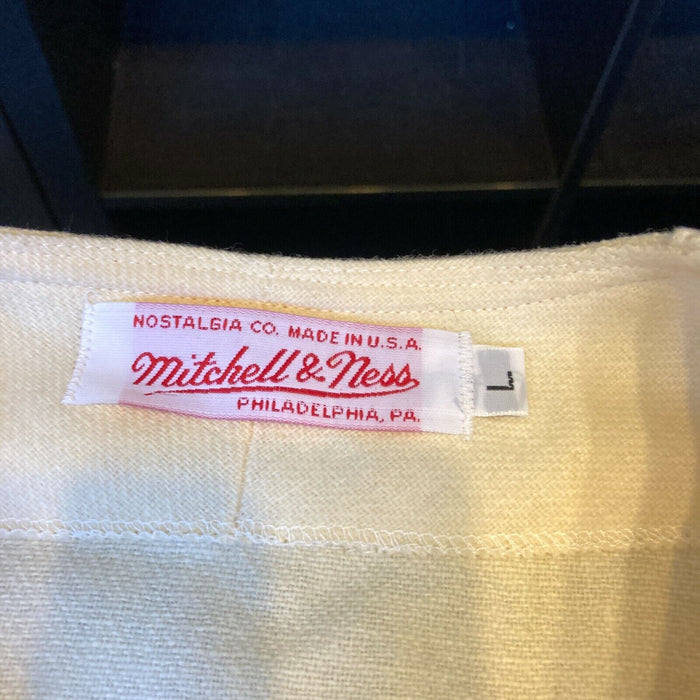 NOSTALGIA CO. MADE IN U.S.A.
Mitchell & Ness
PHILADELPHIA, PA.
L